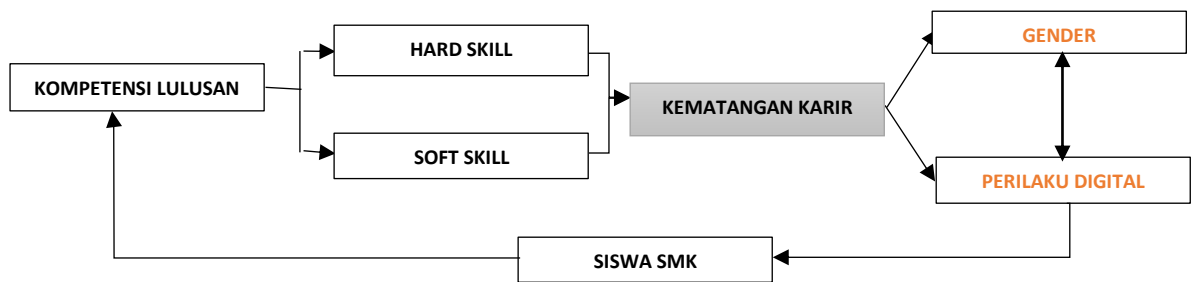 KOMPETENSI LULUSAN
HARD SKILL
SOFT SKILL
KEMATANGAN KARIR
GENDER
PERILAKU DIGITAL
SISWA SMK